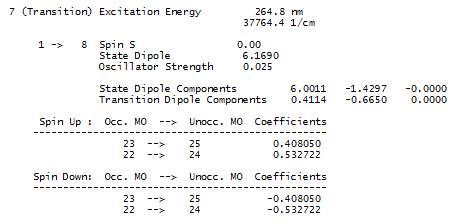 7 (Transition) Excitation Energy 264.8 nm
37764.4 1/cm
1 -> 8 Spin S 0.00
State Dipole 6.1690
Oscillator Strength 0.025
State Dipole Components 6.0011 -1.4297 -0.0000
Transition Dipole Components 0.4114 -0.6650 0.0000
Spin Up : Occ. MO --> Unocc. MO Coefficients
------------------------------------------------
23 --> 25 0.408050
22 --> 24 0.532722
Spin Down: Occ. MO --> Unocc. MO Coefficients
------------------------------------------------
23 --> 25 -0.408050
22 --> 24 -0.532722